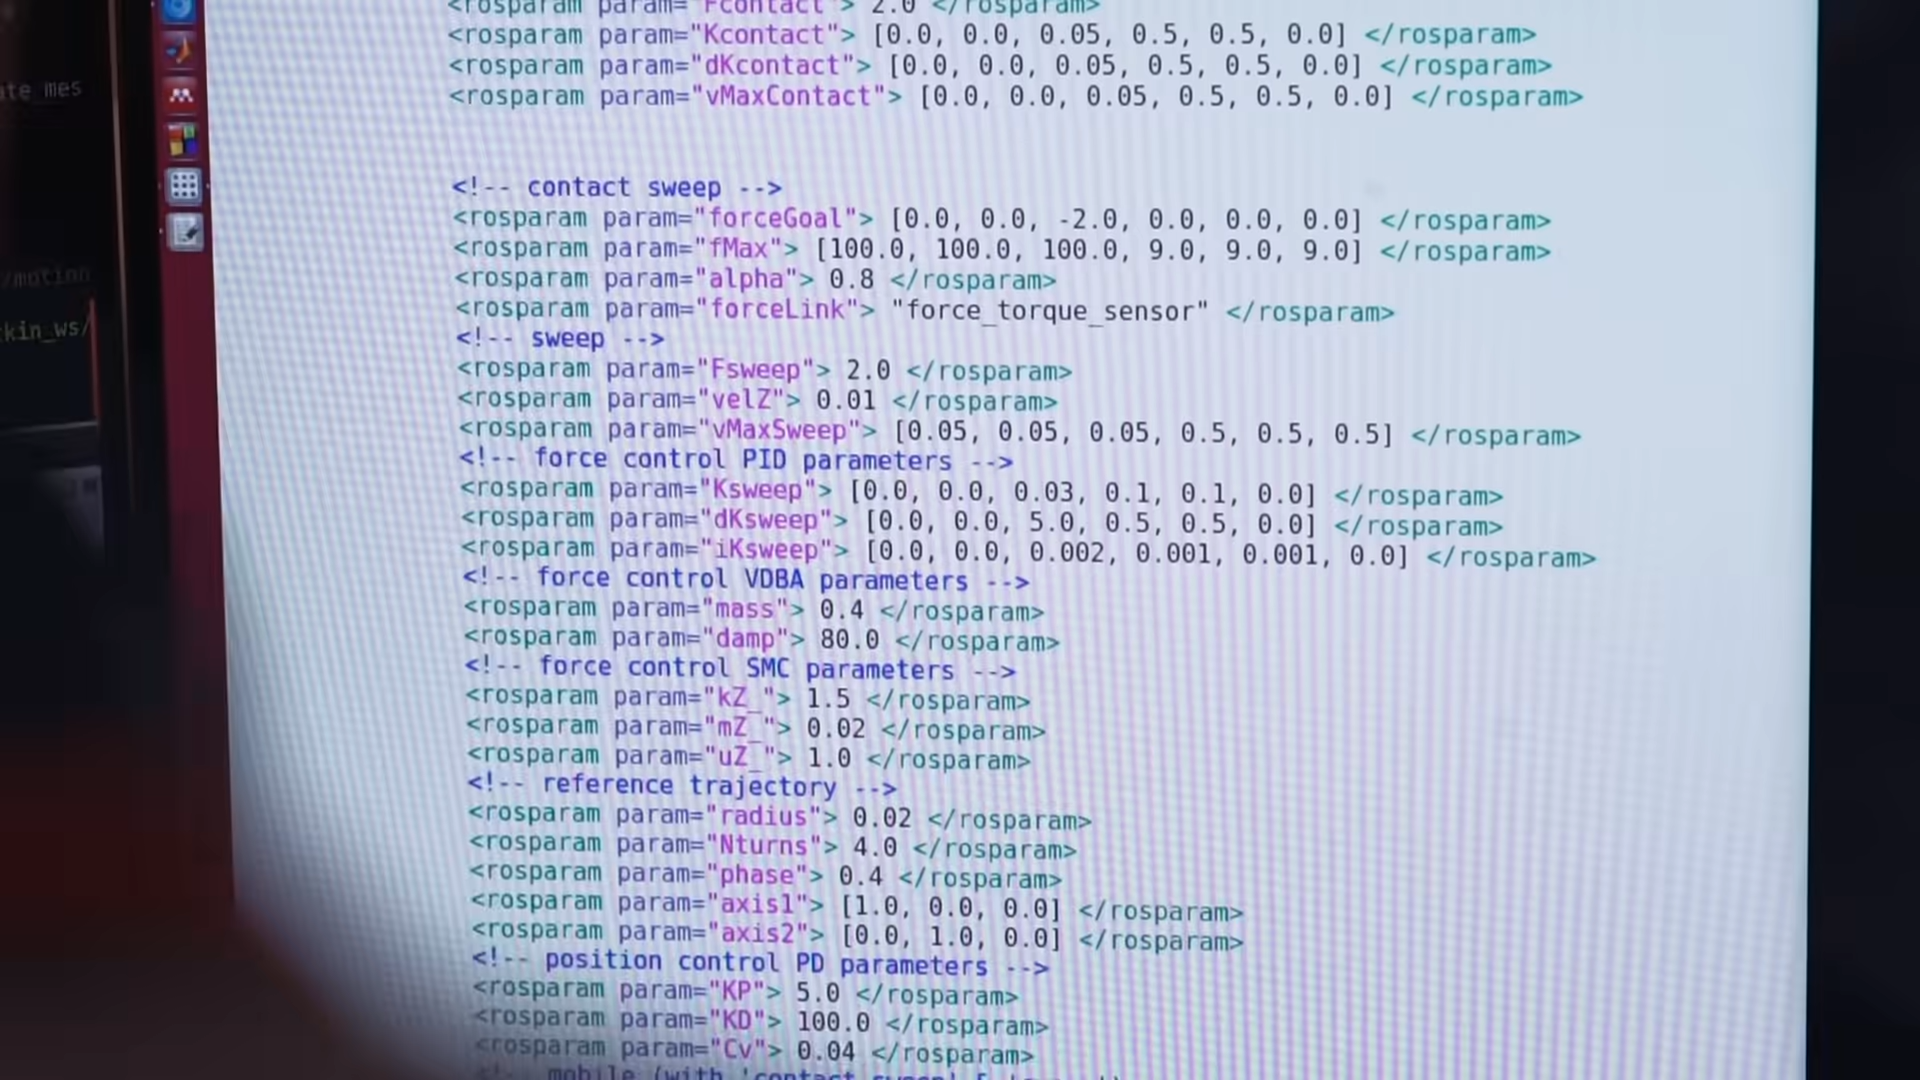 <rosparam param="Fcontact"> 2.0 </rosparam>
<rosparam param="Kcontact"> [0.0, 0.0, 0.05, 0.5, 0.5, 0.0] </rosparam>
<rosparam param="dKcontact"> [0.0, 0.0, 0.05, 0.5, 0.5, 0.0] </rosparam>
<rosparam param="vMaxContact"> [0.0, 0.0, 0.05, 0.5, 0.5, 0.0] </rosparam>
<!-- contact sweep -->
<rosparam param="forceGoal"> [0.0, 0.0, -2.0, 0.0, 0.0, 0.0] </rosparam>
<rosparam param="fMax"> [100.0, 100.0, 100.0, 9.0, 9.0, 9.0] </rosparam>
<rosparam param="alpha"> 0.8 </rosparam>
<rosparam param="forceLink"> "force_torque_sensor" </rosparam>
<!-- sweep -->
<rosparam param="Fsweep"> 2.0 </rosparam>
<rosparam param="velZ"> 0.01 </rosparam>
<rosparam param="vMaxSweep"> [0.05, 0.05, 0.05, 0.5, 0.5, 0.5] </rosparam>
<!-- force control PID parameters -->
<rosparam param="Ksweep"> [0.0, 0.0, 0.03, 0.1, 0.1, 0.0] </rosparam>
<rosparam param="dKsweep"> [0.0, 0.0, 5.0, 0.5, 0.5, 0.0] </rosparam>
<rosparam param="iKsweep"> [0.0, 0.0, 0.002, 0.001, 0.001, 0.0] </rosparam>
<!-- force control VDBA parameters -->
<rosparam param="mass"> 0.4 </rosparam>
<rosparam param="damp"> 80.0 </rosparam>
<!-- force control SMC parameters -->
<rosparam param="kZ_"> 1.5 </rosparam>
<rosparam param="mZ_"> 0.02 </rosparam>
<rosparam param="uZ_"> 1.0 </rosparam>
<!-- reference trajectory -->
<rosparam param="radius"> 0.02 </rosparam>
<rosparam param="Nturns"> 4.0 </rosparam>
<rosparam param="phase"> 0.4 </rosparam>
<rosparam param="axis1"> [1.0, 0.0, 0.0] </rosparam>
<rosparam param="axis2"> [0.0, 1.0, 0.0] </rosparam>
<!-- position control PD parameters -->
<rosparam param="KP"> 5.0 </rosparam>
<rosparam param="KD"> 100.0 </rosparam>
<rosparam param="Cv"> 0.04 </rosparam>
<!-- mobile (with 'contact sweep'
ate_mes
/motion
kin_ws/